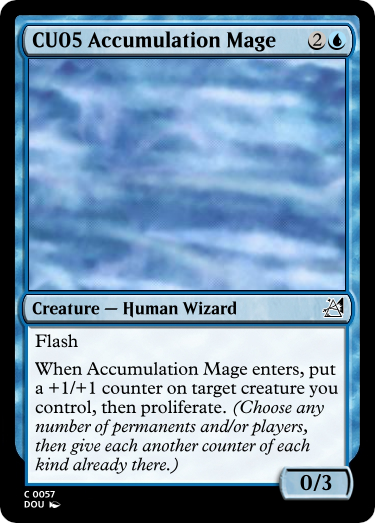 CU05 Accumulation Mage 2
Creature — Human Wizard
Flash
When Accumulation Mage enters, put
a +1/+1 counter on target creature you
control, then proliferate. (Choose any
number of permanents and/or players,
then give each another counter of each
kind already there.)
0/3
C 0057
DOU